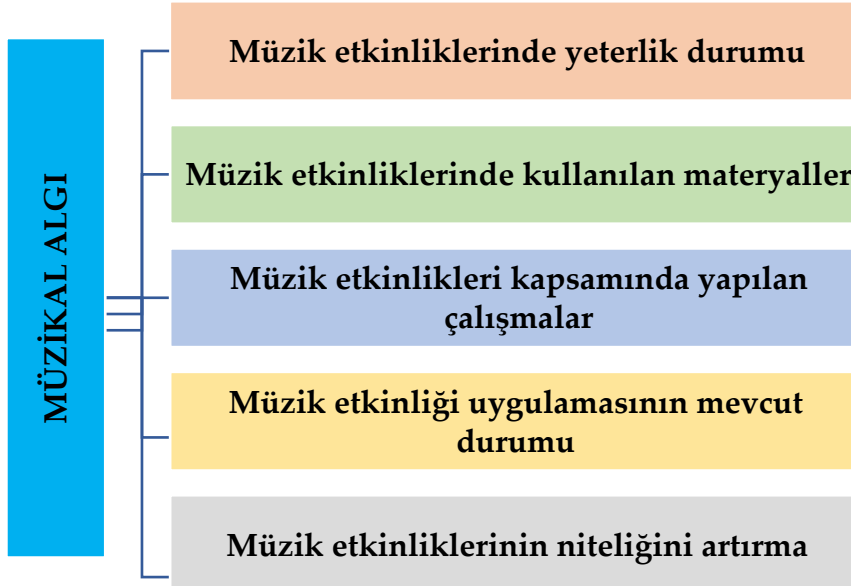 MÜZİKAL ALGI
Müzik etkinliklerinde yeterlik durumu
Müzik etkinliklerinde kullanılan materyaller
Müzik etkinlikleri kapsamında yapılan
çalışmalar
Müzik etkinliği uygulamasının mevcut
durumu
Müzik etkinliklerinin niteliğini artırma